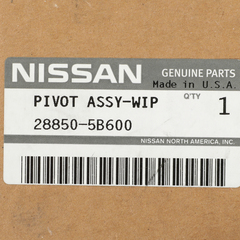 NISSAN GENUINE PARTS
Made in U.S.A.
PIVOT ASSY-WIP Q'TY
28850-5B600 1
NISSAN NORTH AMERICA, INC.